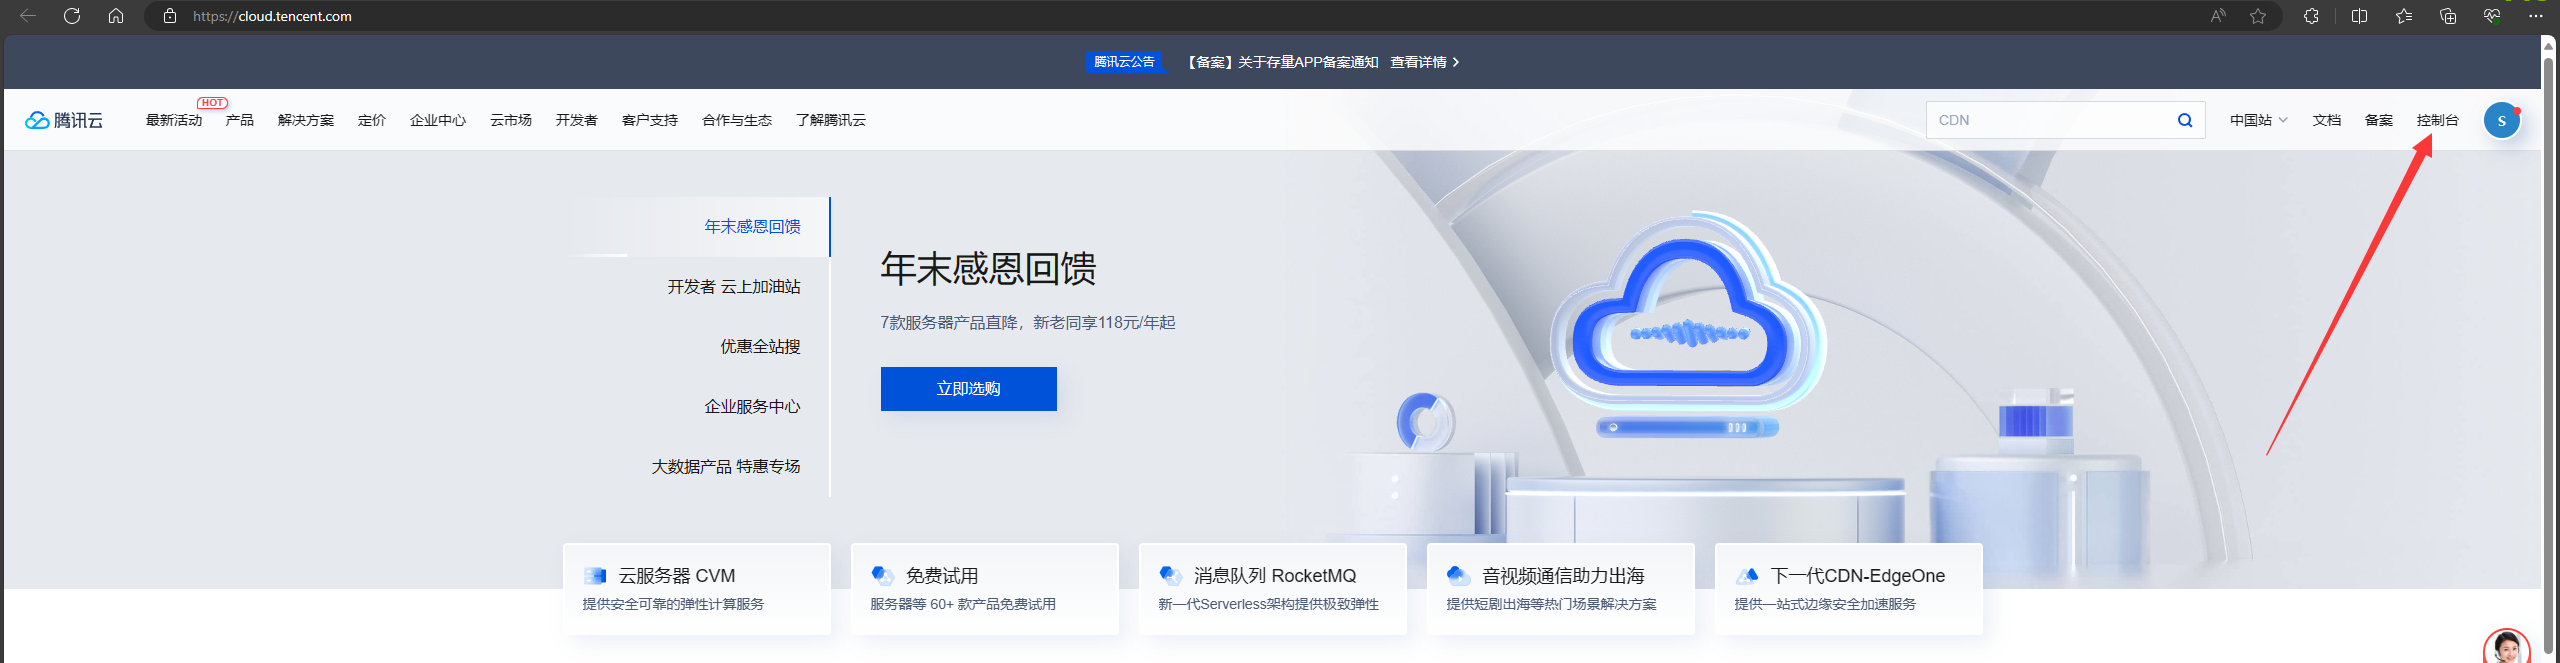 https://cloud.tencent.com
腾讯云公告 【备案】关于存量APP备案通知 查看详情
腾讯云 最新活动 HOT 产品 解决方案 定价 企业中心 云市场 开发者 客户支持 合作与生态 了解腾讯云 CDN 中国站 文档 备案 控制台 S
年末感恩回馈
开发者 云上加油站
优惠全站搜
企业服务中心
大数据产品 特惠专场
年末感恩回馈
7款服务器产品直降，新老同享118元/年起
立即选购
云服务器 CVM
提供安全可靠的弹性计算服务
免费试用
服务器等 60+ 款产品免费试用
消息队列 RocketMQ
新一代Serverless架构提供极致弹性
音视频通信助力出海
提供短剧出海等热门场景解决方案
下一代CDN-EdgeOne
提供一站式边缘安全加速服务